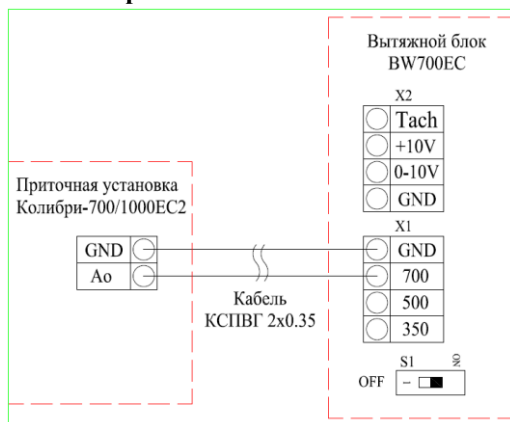 Вытяжной блок
BW700EC
X2
Tach
+10V
0-10V
GND
Приточная установка
Колибри-700/1000EC2
GND
Ao
Кабель
КСПВГ 2x0.35
X1
GND
700
500
350
S1
ON
OFF